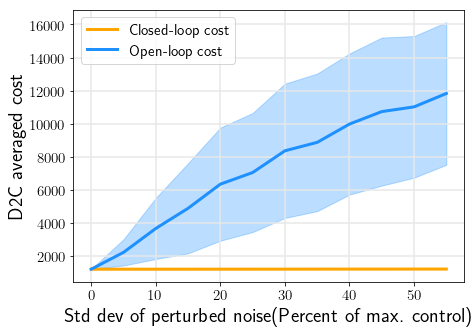 Closed-loop cost
Open-loop cost
D2C averaged cost
16000
14000
12000
10000
8000
6000
4000
2000
0 10 20 30 40 50
Std dev of perturbed noise(Percent of max. control)